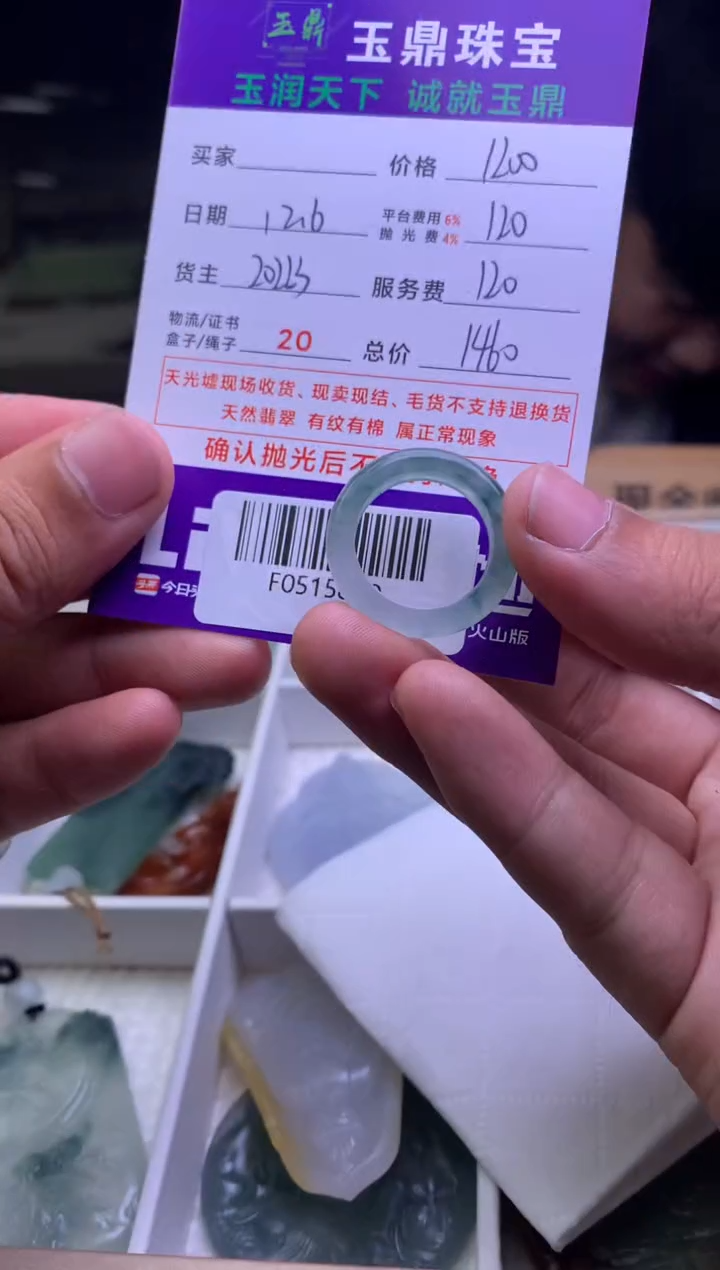 玉鼎 玉鼎珠宝
玉润天下 诚就玉鼎
买家 价格 1200
日期 1216 平台费用6% 抛光费4% 120
货主 2022S 服务费 120
物流/证书 盒子/绳子 20 总价 1460
天光墟现场收货、现卖现结、毛货不支持退换货
天然翡翠 有纹有棉 属正常现象
确认抛光后不
F0515
今日头
火山版